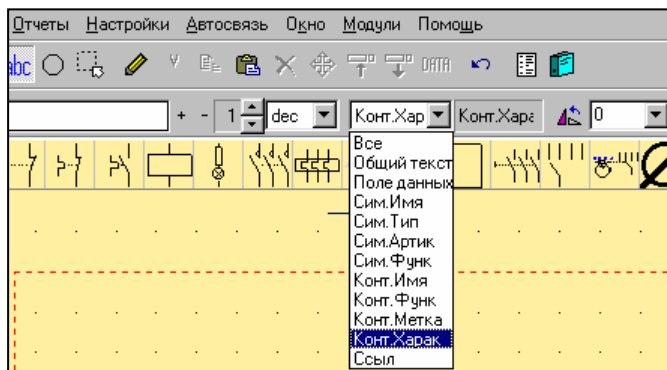 Отчеты Настройки Автосвязь Окно Модули Помощь
abc DATA
+ - 1 dec Конт.Хар Конт.Хара 0
Все
Общий текст
Поле данных
Сим.Имя
Сим.Тип
Сим.Артик
Сим.Функ
Конт.Имя
Конт.Функ
Конт.Метка
Конт.Харак
Ссыл